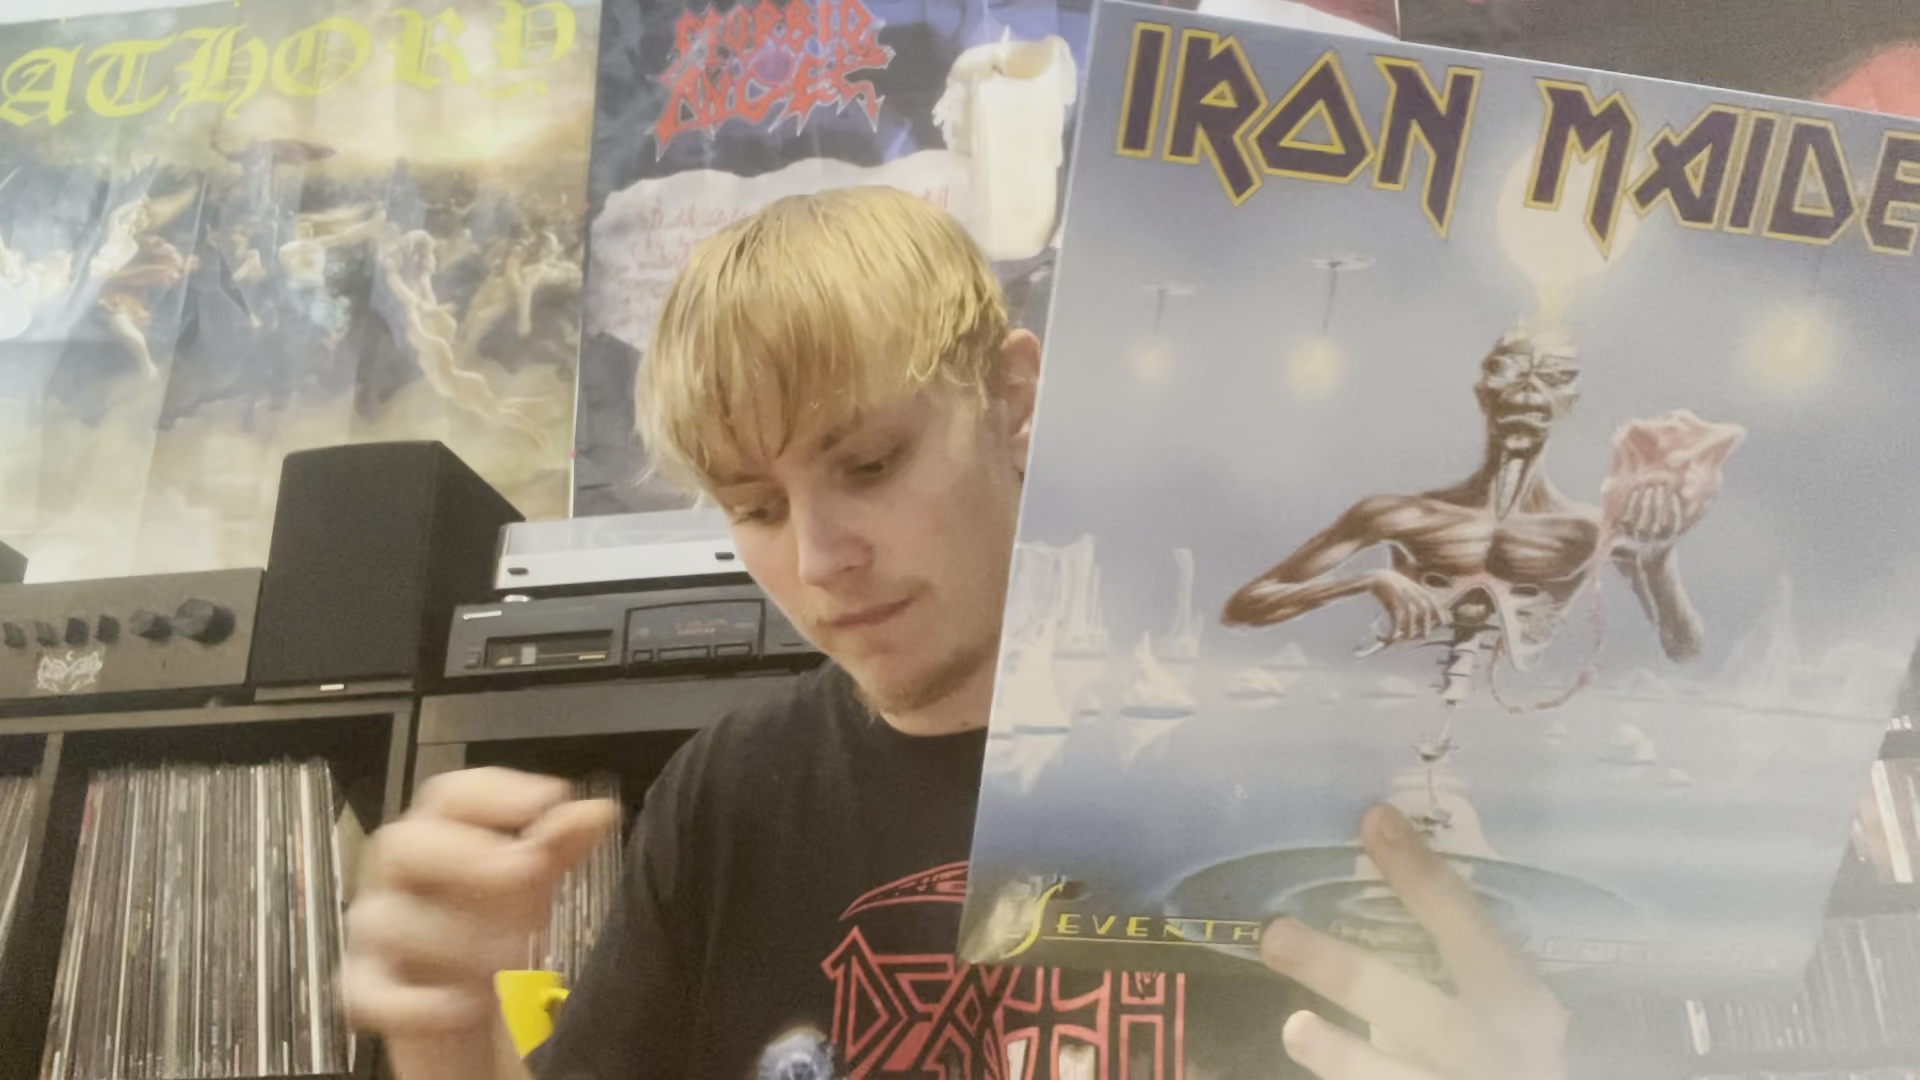 ATHORY
MORBID
ANGEL
IRON MAIDE
SEVENTH
DEATH